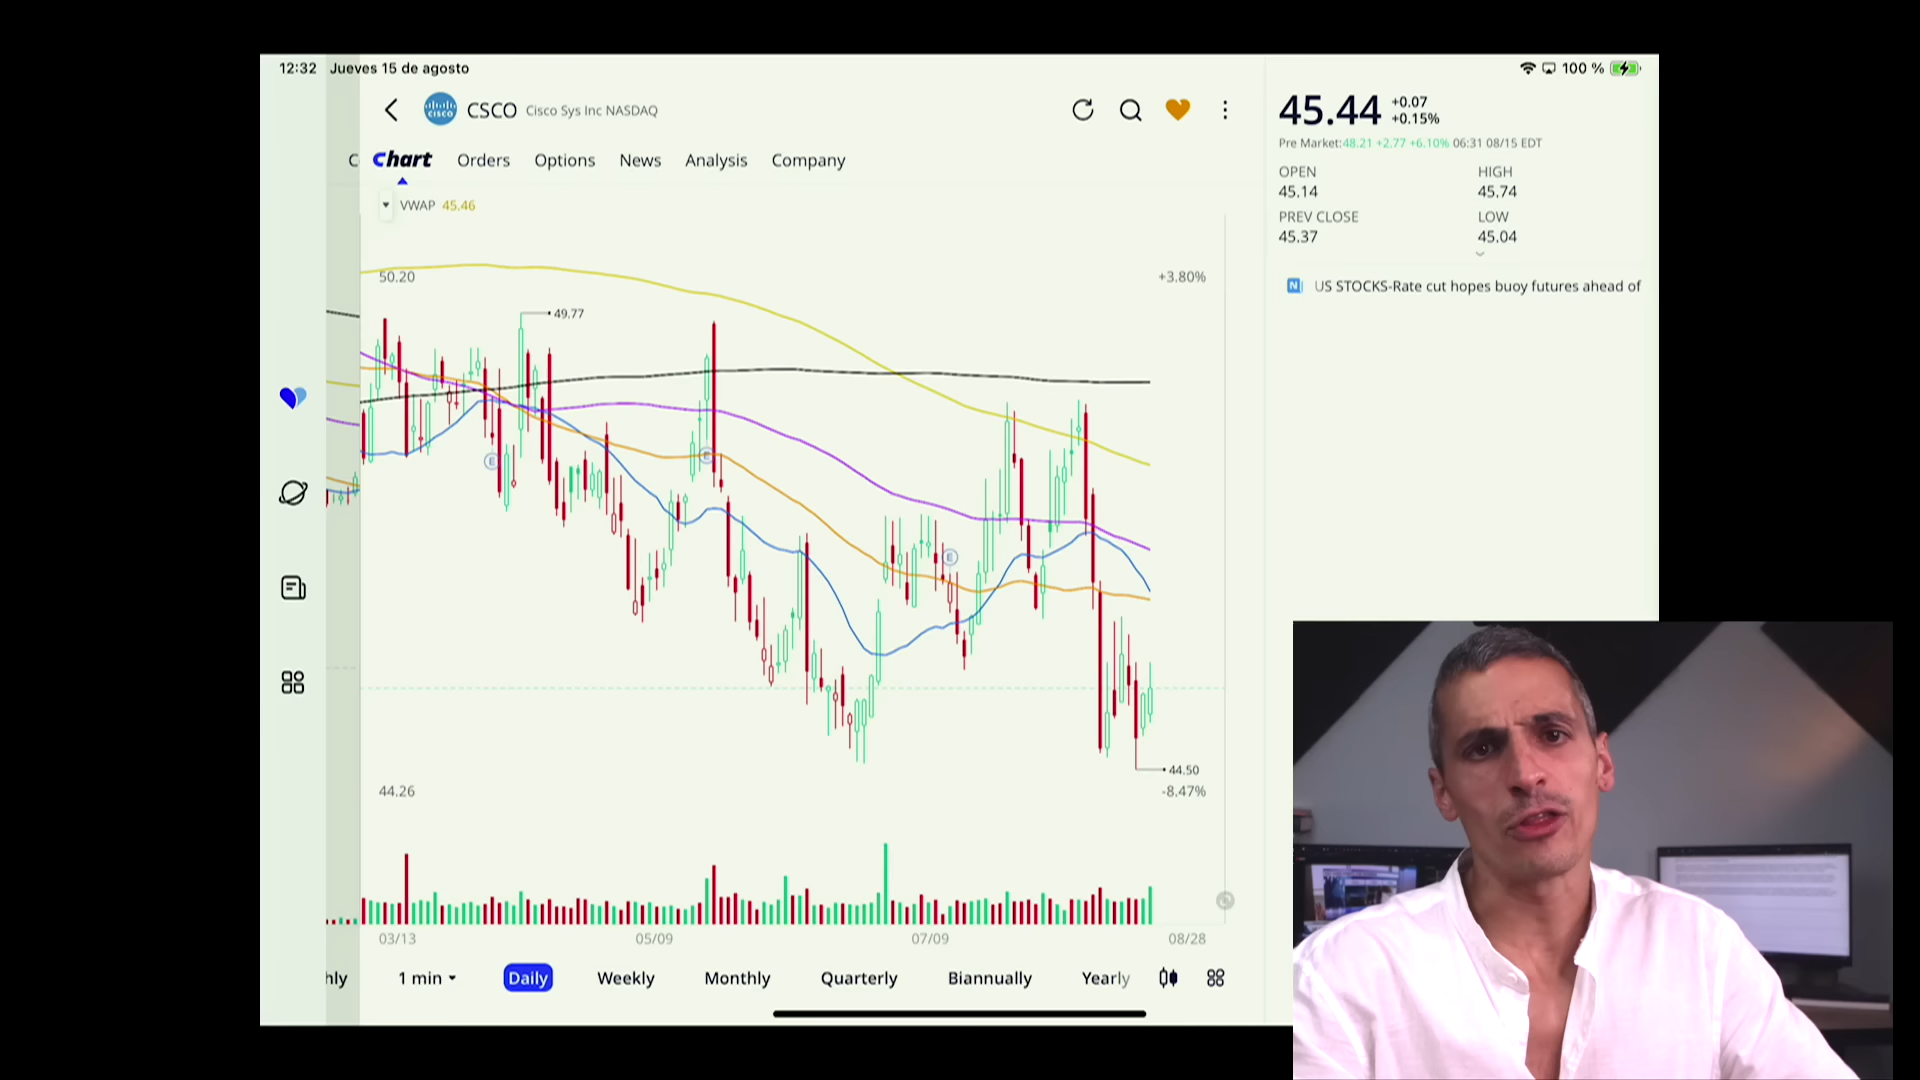 12:32 Jueves 15 de agosto
100 %
cisco
CSCO Cisco Sys Inc NASDAQ
C Chart Orders Options News Analysis Company
VWAP 45.46
45.44 +0.07
+0.15%
Pre Market:48.21 +2.77 +6.10% 06:31 08/15 EDT
OPEN HIGH
45.14 45.74
PREV CLOSE LOW
45.37 45.04
N US STOCKS-Rate cut hopes buoy futures ahead of
50.20 +3.80%
49.77
E
E
E
44.50
44.26 -8,47%
03/13 05/09 07/09 08/28
hly 1 min Daily Weekly Monthly Quarterly Biannually Yearly